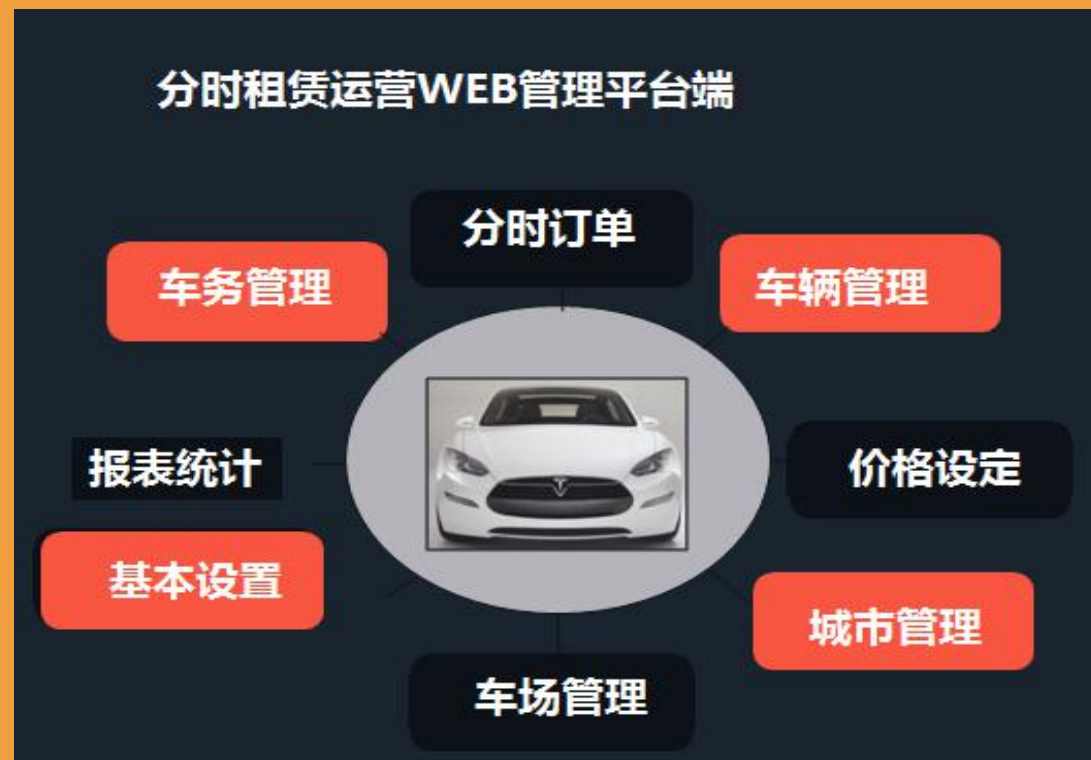 分时租赁运营WEB管理平台端
分时订单
车务管理
车辆管理
报表统计
价格设定
基本设置
城市管理
车场管理